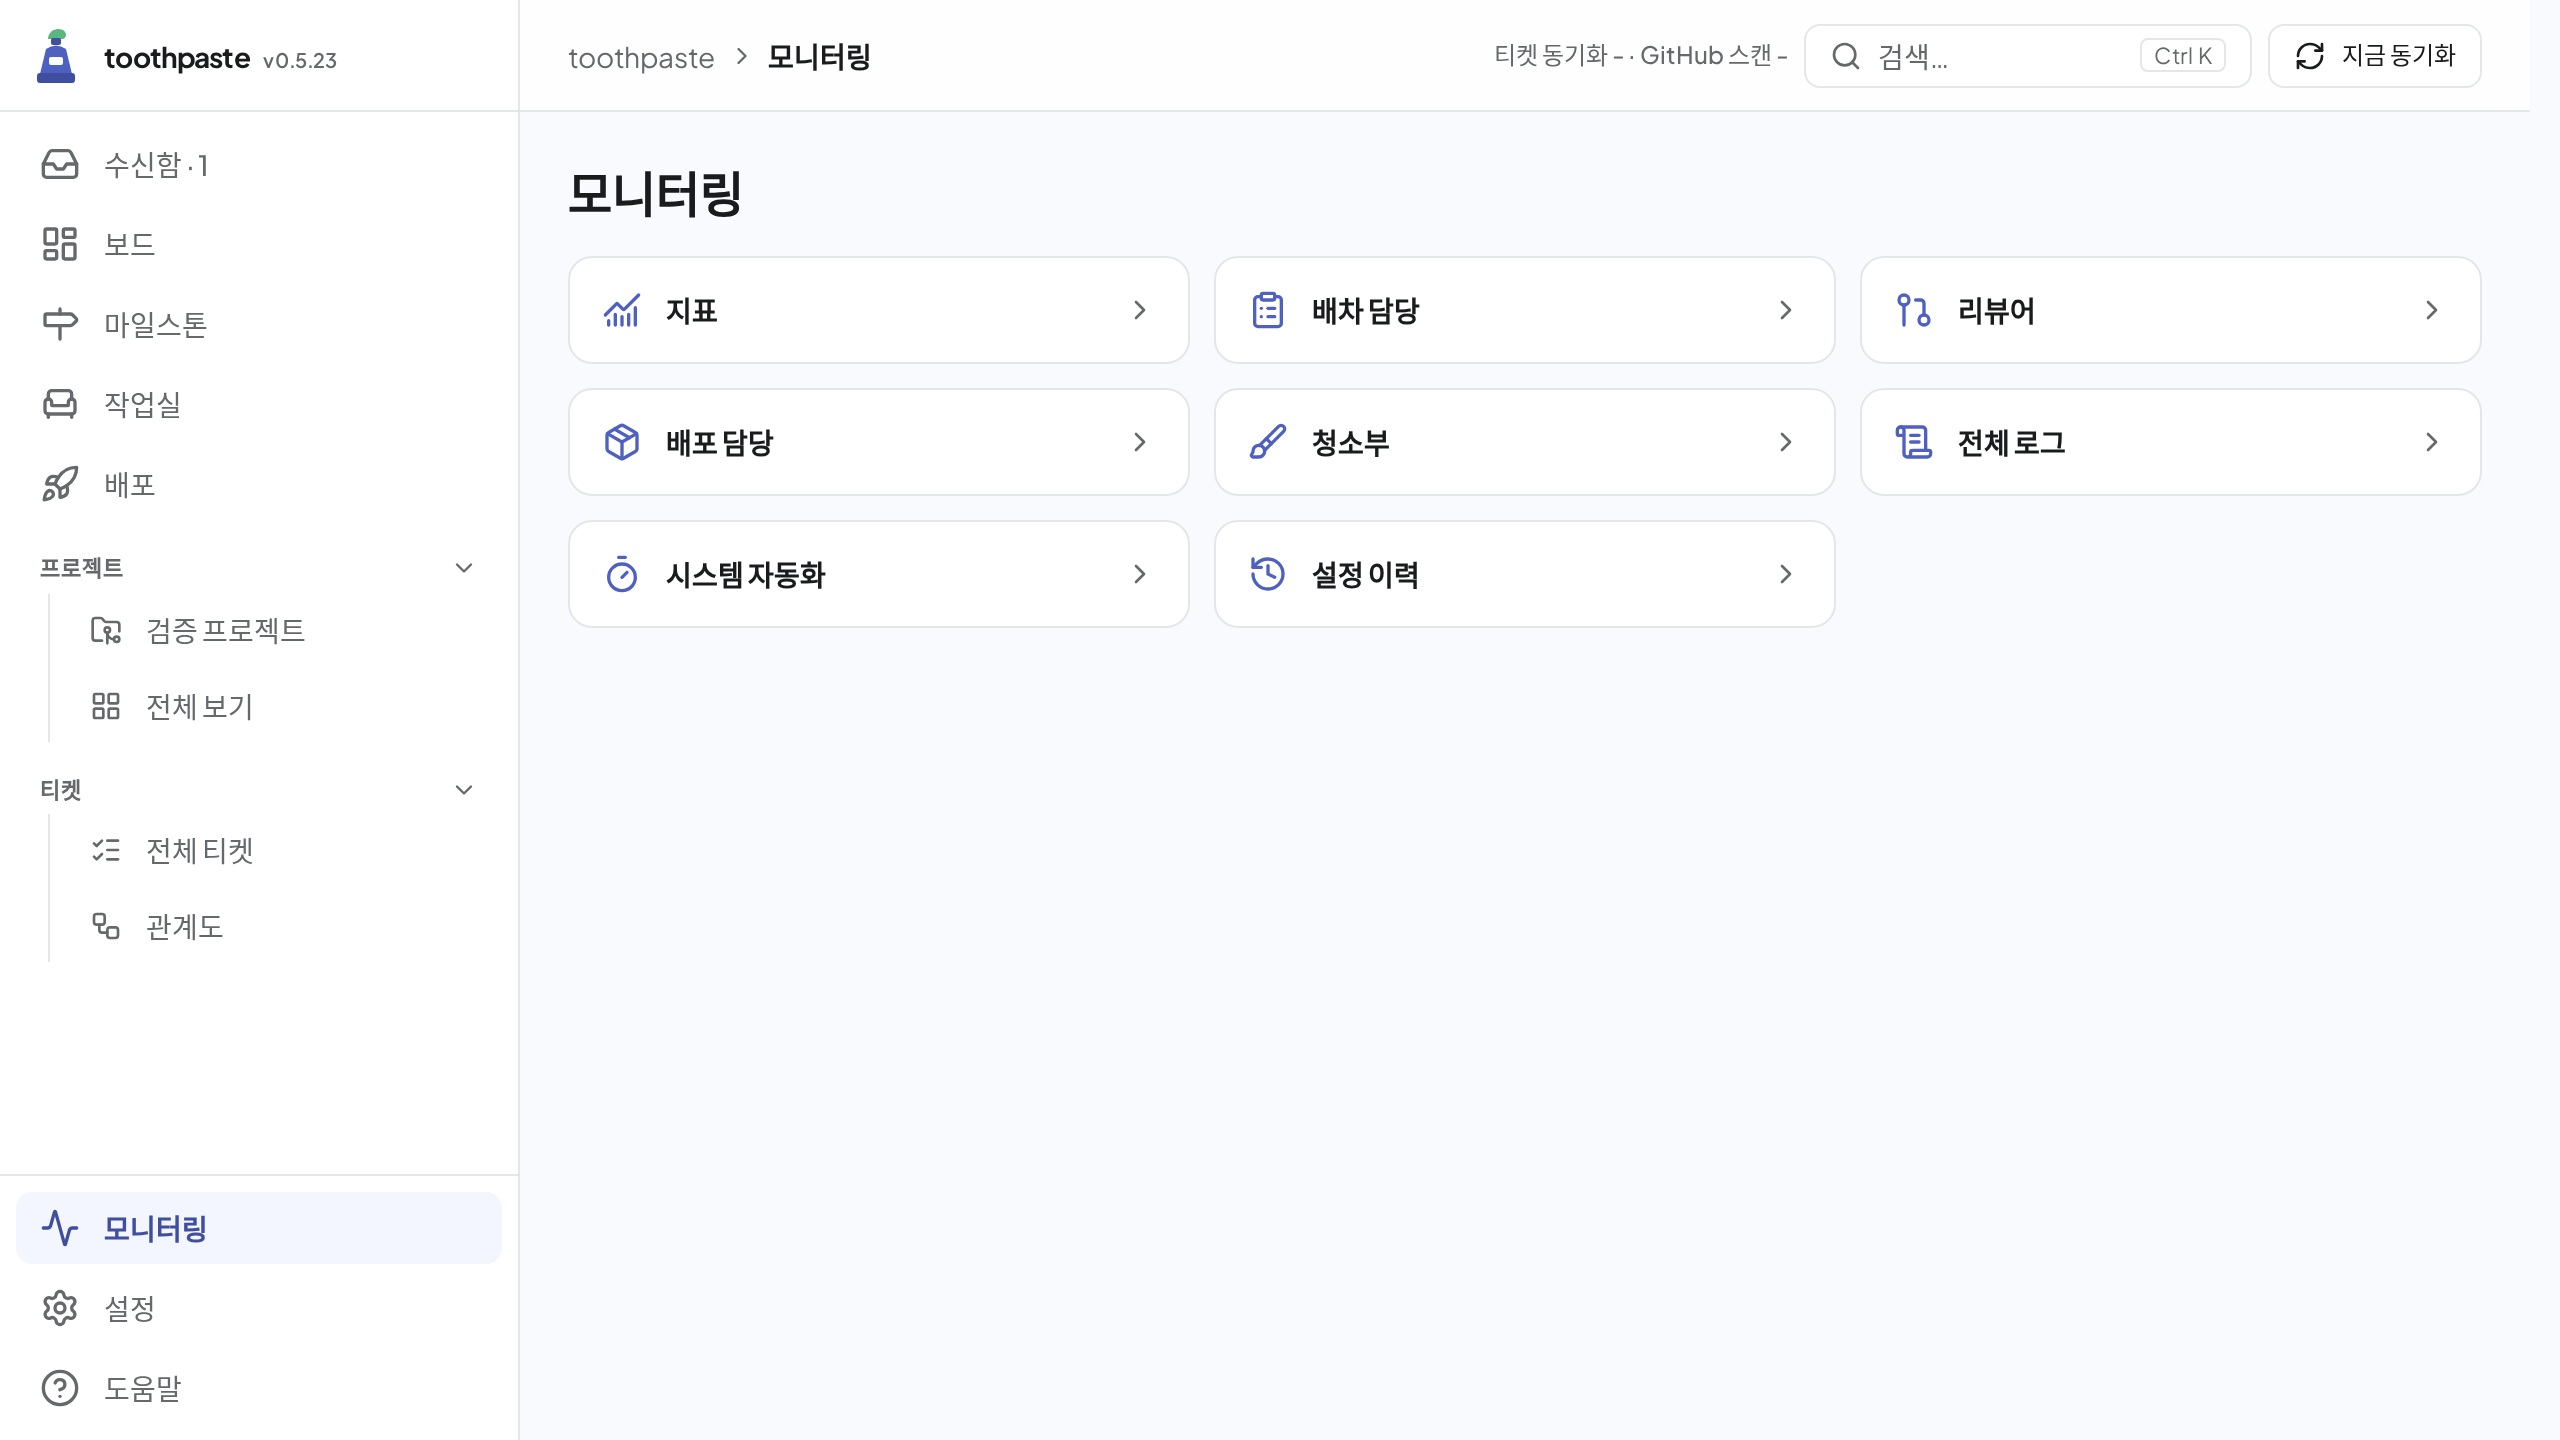 toothpaste v0.5.23
수신함 · 1
보드
마일스톤
작업실
배포
프로젝트
검증 프로젝트
전체 보기
티켓
전체 티켓
관계도
모니터링
설정
도움말
toothpaste > 모니터링
티켓 동기화 - · GitHub 스캔 -
검색...
Ctrl K
지금 동기화
모니터링
지표
배차 담당
리뷰어
배포 담당
청소부
전체 로그
시스템 자동화
설정 이력